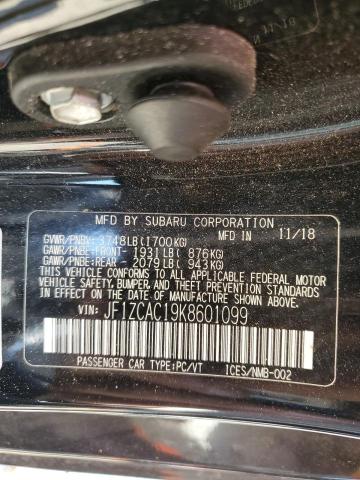 MFD BY SUBARU CORPORATION
GVWR/PNBV: 3748LB(1700KG) MFD IN 11/18
GAWR/PNBE:FRONT- 1931LB( 876KG)
GAWR/PNBE:REAR- 2079LB( 943KG)
THIS VEHICLE CONFORMS TO ALL APPLICABLE FEDERAL MOTOR
VEHICLE SAFETY, BUMPER, AND THEFT PREVENTION STANDARDS
IN EFFECT ON THE DATE OF MANUFACTURE SHOWN ABOVE.
VIN: JF1ZCAC19K8601099
PASSENGER CAR TYPE:PC/VT ICES/NMB-002